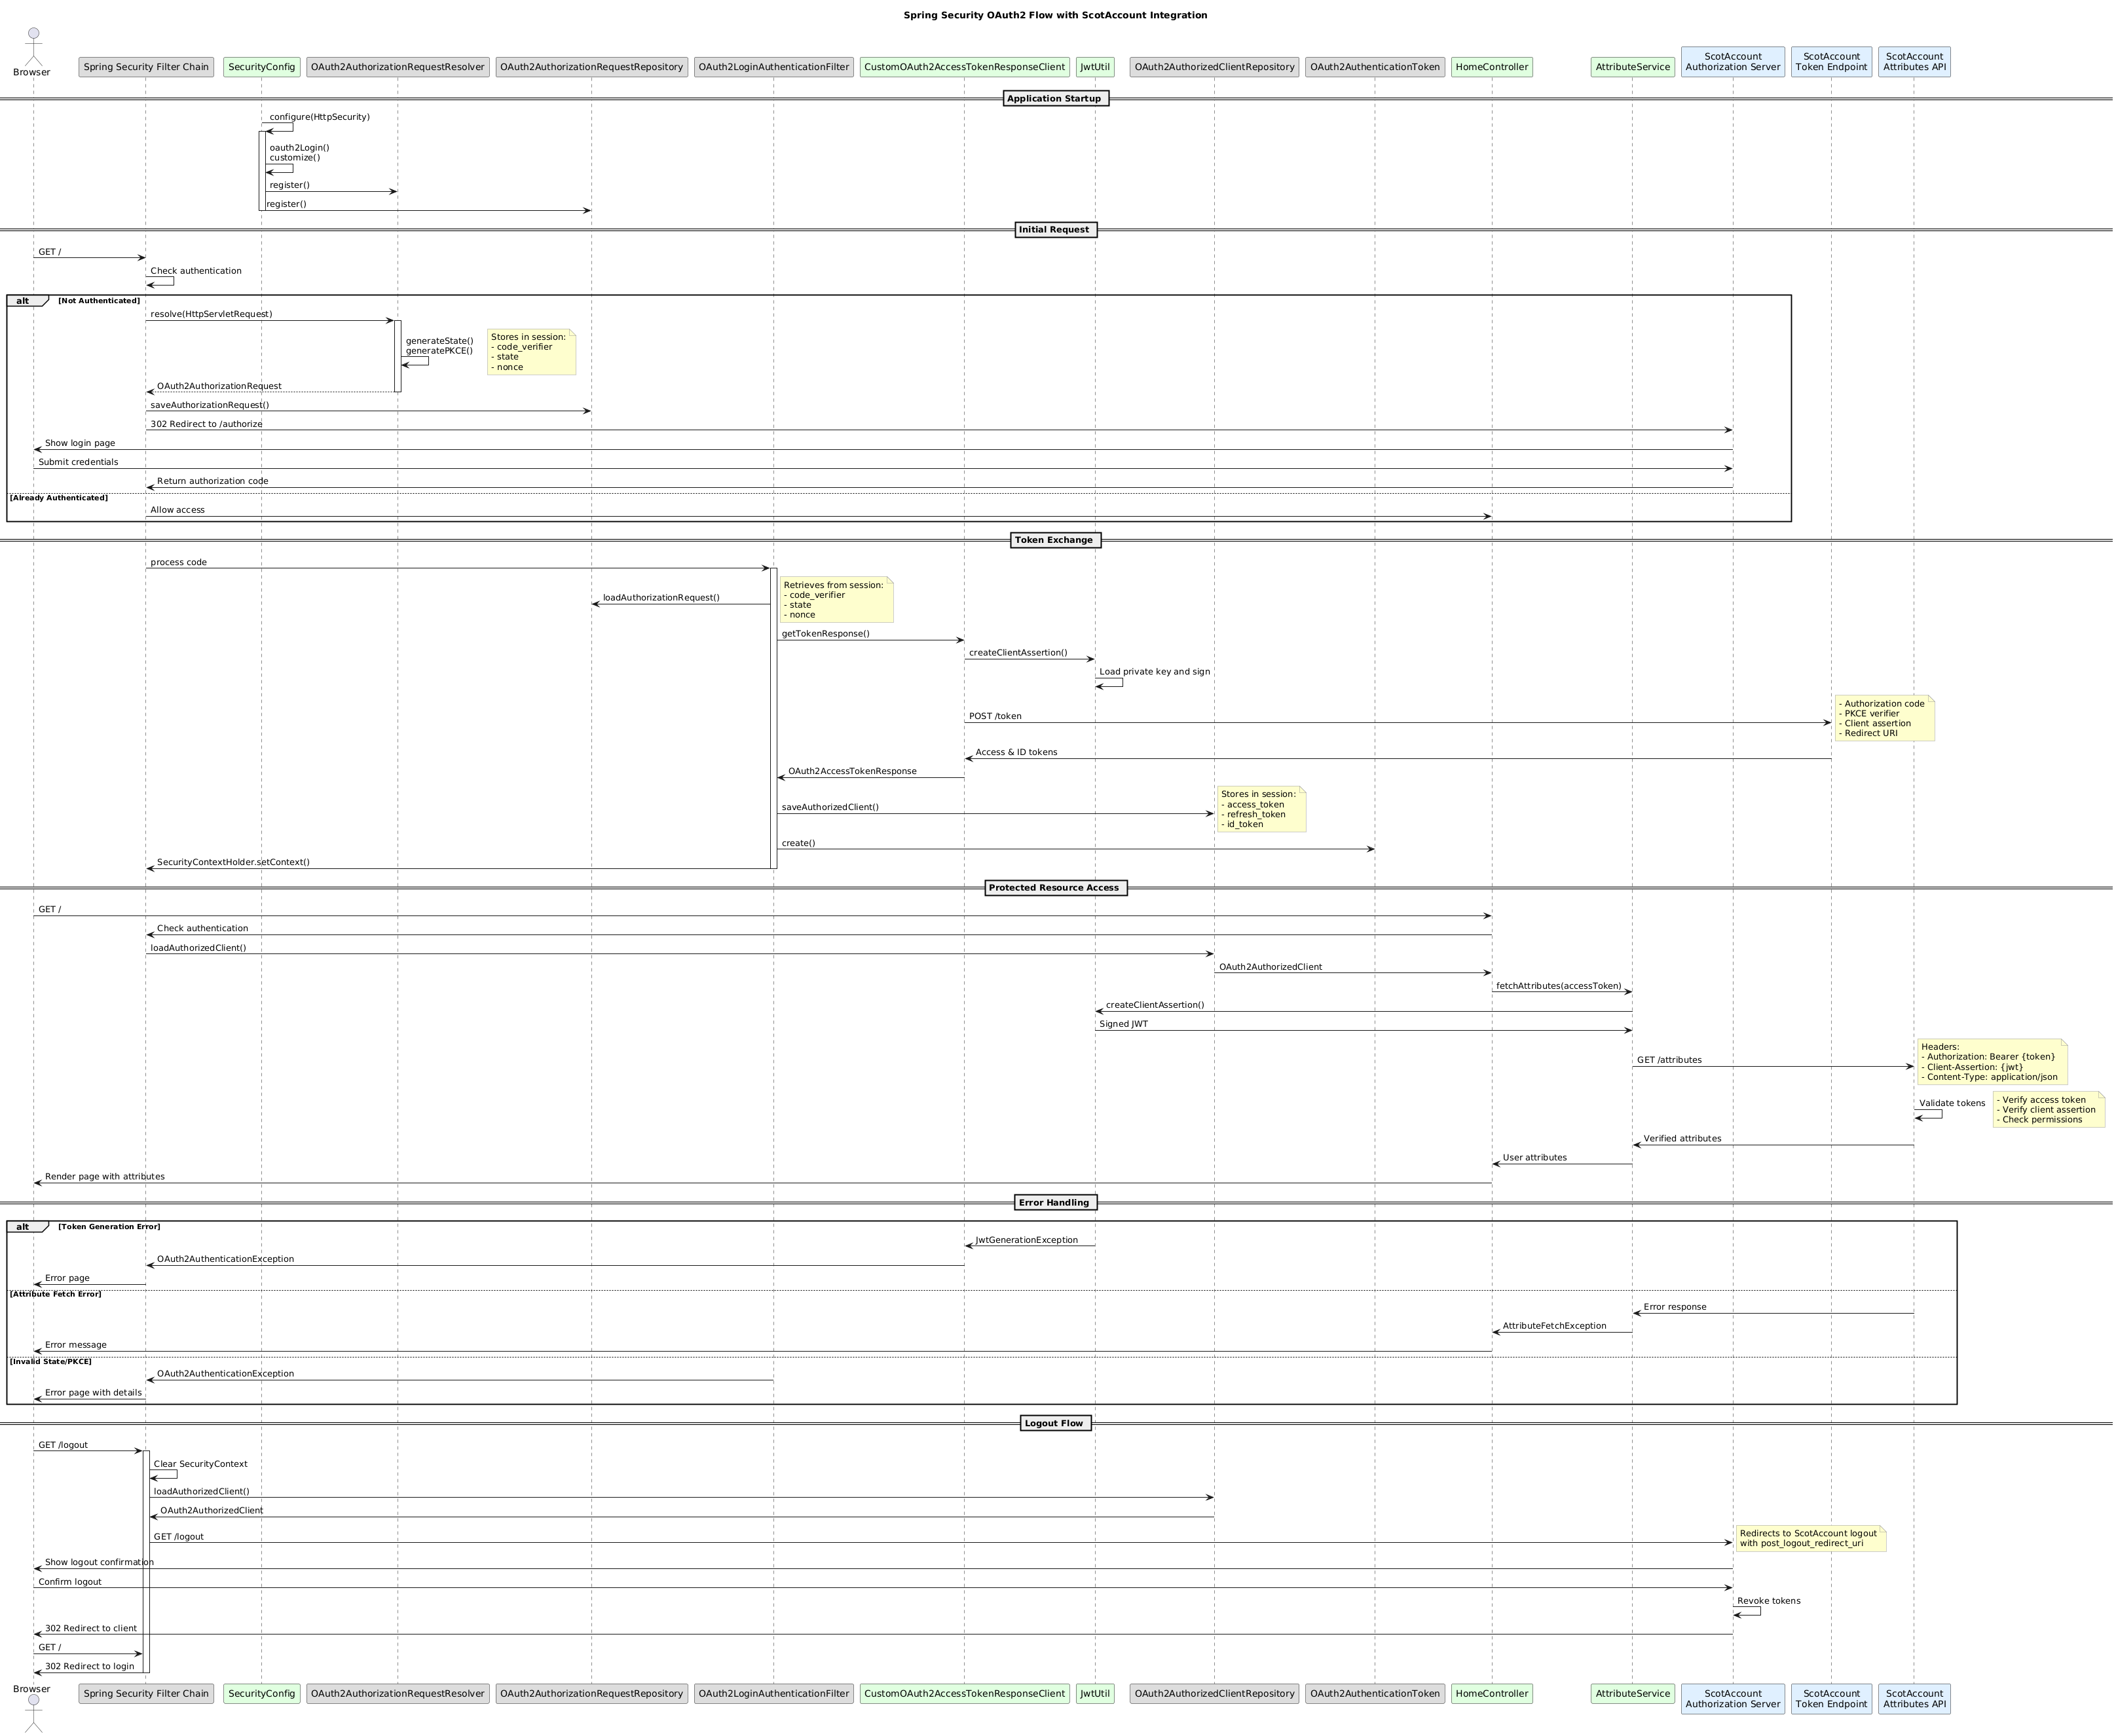 Spring Security OAuth2 Flow with ScotAccount Integration
Browser
Spring Security Filter Chain
SecurityConfig
OAuth2AuthorizationRequestResolver
OAuth2AuthorizationRequestRepository
OAuth2LoginAuthenticationFilter
CustomOAuth2AccessTokenResponseClient
JwtUtil
OAuth2AuthorizedClientRepository
OAuth2AuthenticationToken
HomeController
AttributeService
ScotAccount
Authorization Server
ScotAccount
Token Endpoint
ScotAccount
Attributes API
Application Startup
configure(HttpSecurity)
oauth2Login()
customize()
register()
register()
Initial Request
GET /
Check authentication
alt
[Not Authenticated]
resolve(HttpServletRequest)
generateState()
generatePKCE()
Stores in session:
- code_verifier
- state
- nonce
OAuth2AuthorizationRequest
saveAuthorizationRequest()
302 Redirect to /authorize
Show login page
Submit credentials
Return authorization code
[Already Authenticated]
Allow access
Token Exchange
process code
loadAuthorizationRequest()
Retrieves from session:
- code_verifier
- state
- nonce
getTokenResponse()
createClientAssertion()
Load private key and sign
POST /token
- Authorization code
- PKCE verifier
- Client assertion
- Redirect URI
Access & ID tokens
OAuth2AccessTokenResponse
saveAuthorizedClient()
Stores in session:
- access_token
- refresh_token
- id_token
create()
SecurityContextHolder.setContext()
Protected Resource Access
GET /
Check authentication
loadAuthorizedClient()
OAuth2AuthorizedClient
fetchAttributes(accessToken)
createClientAssertion()
Signed JWT
GET /attributes
Headers:
- Authorization: Bearer {token}
- Client-Assertion: {jwt}
- Content-Type: application/json
Validate tokens
- Verify access token
- Verify client assertion
- Check permissions
Verified attributes
User attributes
Render page with attributes
Error Handling
alt
[Token Generation Error]
JwtGenerationException
OAuth2AuthenticationException
Error page
[Attribute Fetch Error]
Error response
AttributeFetchException
Error message
[Invalid State/PKCE]
OAuth2AuthenticationException
Error page with details
Logout Flow
GET /logout
Clear SecurityContext
loadAuthorizedClient()
OAuth2AuthorizedClient
GET /logout
Redirects to ScotAccount logout
with post_logout_redirect_uri
Show logout confirmation
Confirm logout
Revoke tokens
302 Redirect to client
GET /
302 Redirect to login
Browser
Spring Security Filter Chain
SecurityConfig
OAuth2AuthorizationRequestResolver
OAuth2AuthorizationRequestRepository
OAuth2LoginAuthenticationFilter
CustomOAuth2AccessTokenResponseClient
JwtUtil
OAuth2AuthorizedClientRepository
OAuth2AuthenticationToken
HomeController
AttributeService
ScotAccount
Authorization Server
ScotAccount
Token Endpoint
ScotAccount
Attributes API